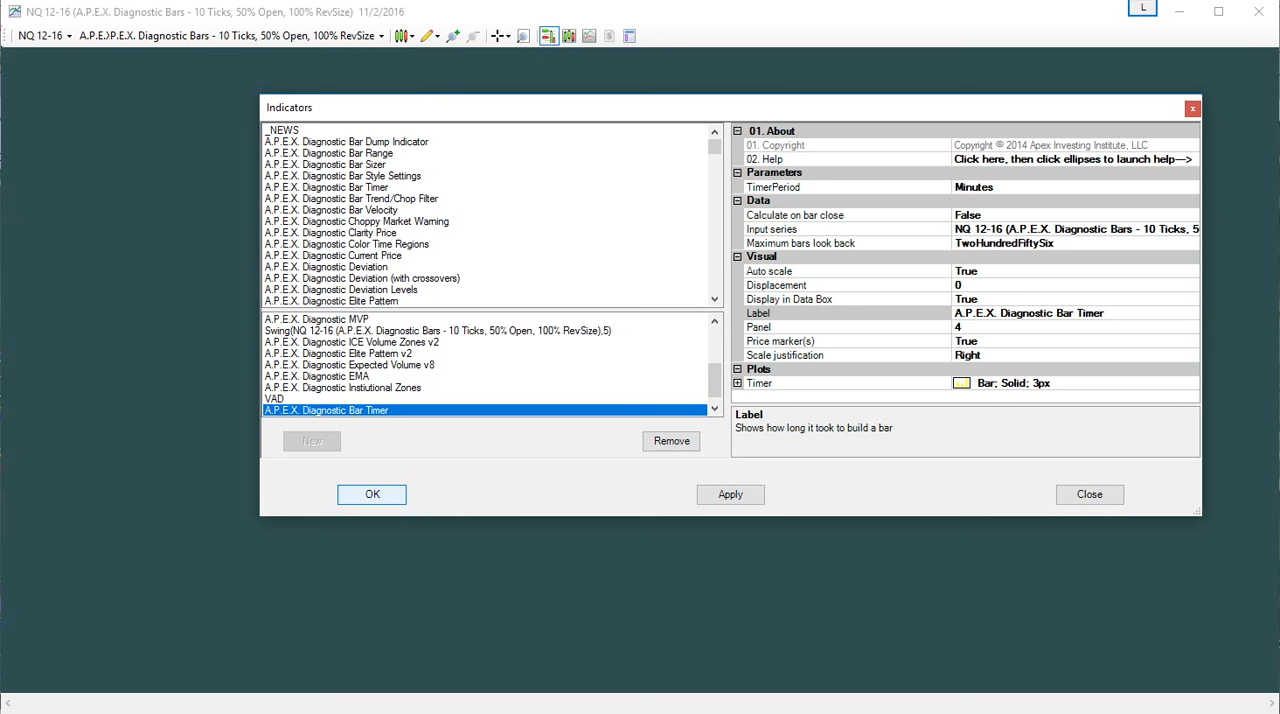 NQ 12-16 (A.P.E.X. Diagnostic Bars - 10 Ticks, 50% Open, 100% RevSize) 11/2/2016
L
NQ 12-16
A.P.E.X. Diagnostic Bars - 10 Ticks, 50% Open, 100% RevSize
Indicators
x
_NEWS
A.P.E.X. Diagnostic Bar Dump Indicator
A.P.E.X. Diagnostic Bar Range
A.P.E.X. Diagnostic Bar Sizer
A.P.E.X. Diagnostic Bar Style Settings
A.P.E.X. Diagnostic Bar Timer
A.P.E.X. Diagnostic Bar Trend/Chop Filter
A.P.E.X. Diagnostic Bar Velocity
A.P.E.X. Diagnostic Choppy Market Warning
A.P.E.X. Diagnostic Clarity Price
A.P.E.X. Diagnostic Color Time Regions
A.P.E.X. Diagnostic Current Price
A.P.E.X. Diagnostic Deviation
A.P.E.X. Diagnostic Deviation (with crossovers)
A.P.E.X. Diagnostic Deviation Levels
A.P.E.X. Diagnostic Elite Pattern
A.P.E.X. Diagnostic MVP
Swing(NQ 12-16 (A.P.E.X. Diagnostic Bars - 10 Ticks, 50% Open, 100% RevSize),5)
A.P.E.X. Diagnostic ICE Volume Zones v2
A.P.E.X. Diagnostic Elite Pattern v2
A.P.E.X. Diagnostic Expected Volume v8
A.P.E.X. Diagnostic EMA
A.P.E.X. Diagnostic Instiutional Zones
VAD
A.P.E.X. Diagnostic Bar Timer
New
Remove
01. About
01. Copyright Copyright © 2014 Apex Investing Institute, LLC
02. Help Click here, then click ellipses to launch help—>
Parameters
TimerPeriod Minutes
Data
Calculate on bar close False
Input series NQ 12-16 (A.P.E.X. Diagnostic Bars - 10 Ticks, 5
Maximum bars look back TwoHundredFiftySix
Visual
Auto scale True
Displacement 0
Display in Data Box True
Label A.P.E.X. Diagnostic Bar Timer
Panel 4
Price marker(s) True
Scale justification Right
Plots
Timer Bar; Solid; 3px
Label
Shows how long it took to build a bar
OK
Apply
Close